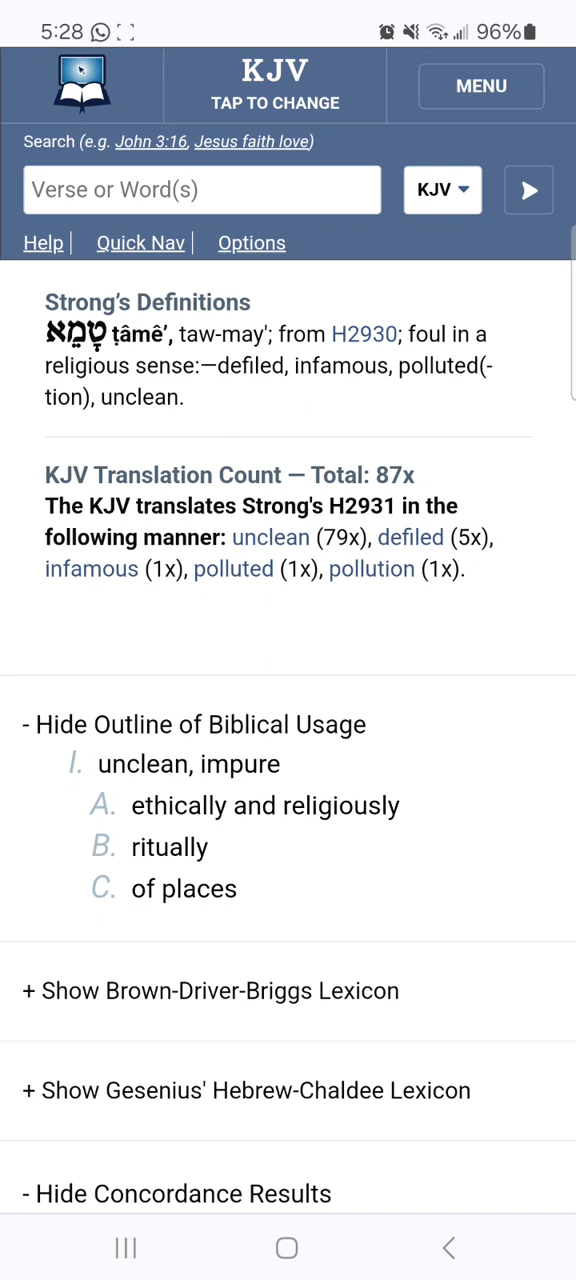 5:28
96%
KJV
TAP TO CHANGE
MENU
Search (e.g. John 3:16, Jesus faith love)
Verse or Word(s)
KJV
Help| Quick Nav| Options
Strong’s Definitions
טָמֵא ṭâmêʼ, taw-may'; from H2930; foul in a
religious sense:—defiled, infamous, polluted(-
tion), unclean.
KJV Translation Count — Total: 87x
The KJV translates Strong's H2931 in the
following manner: unclean (79x), defiled (5x),
infamous (1x), polluted (1x), pollution (1x).
- Hide Outline of Biblical Usage
I. unclean, impure
A. ethically and religiously
B. ritually
C. of places
+ Show Brown-Driver-Briggs Lexicon
+ Show Gesenius' Hebrew-Chaldee Lexicon
- Hide Concordance Results